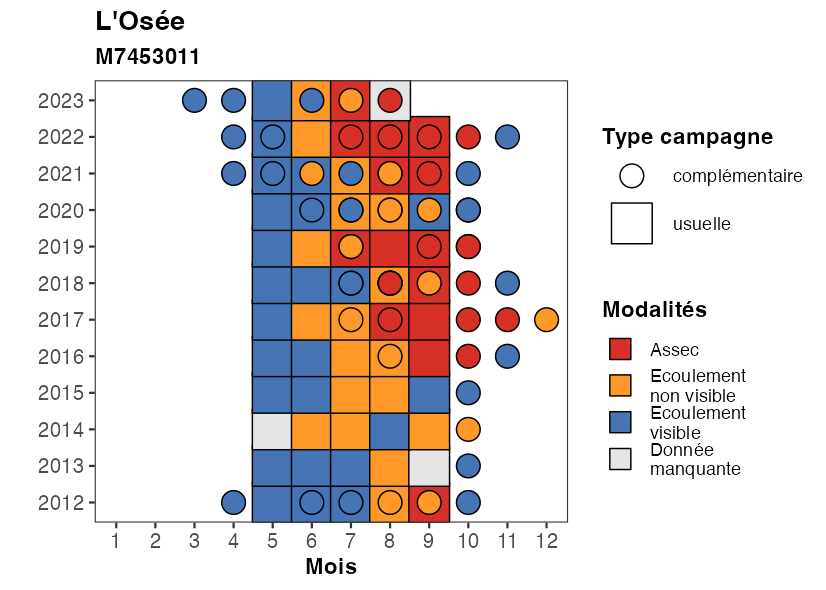 L'Osée
M7453011
2023
2022
2021
2020
2019
2018
2017
2016
2015
2014
2013
2012
1 2 3 4 5 6 7 8 9 10 11 12
Mois
Type campagne
complémentaire
usuelle
Modalités
Assec
Ecoulement
non visible
Ecoulement
visible
Donnée
manquante